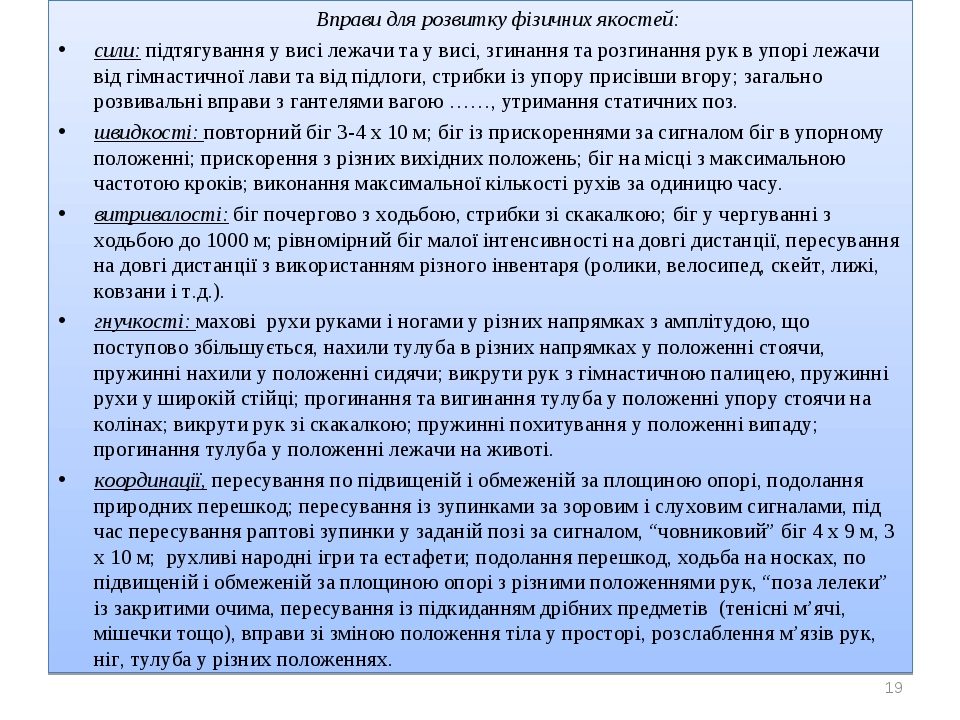 Вправи для розвитку фізичних якостей:
• сили: підтягування у висі лежачи та у висі, згинання та розгинання рук в упорі лежачи
від гімнастичної лави та від підлоги, стрибки із упору присівши вгору; загально
розвивальні вправи з гантелями вагою ……, утримання статичних поз.
• швидкості: повторний біг 3-4 х 10 м; біг із прискореннями за сигналом біг в упорному
положенні; прискорення з різних вихідних положень; біг на місці з максимальною
частотою кроків; виконання максимальної кількості рухів за одиницю часу.
• витривалості: біг почергово з ходьбою, стрибки зі скакалкою; біг у чергуванні з
ходьбою до 1000 м; рівномірний біг малої інтенсивності на довгі дистанції, пересування
на довгі дистанції з використанням різного інвентаря (ролики, велосипед, скейт, лижі,
ковзани і т.д.).
• гнучкості: махові рухи руками і ногами у різних напрямках з амплітудою, що
поступово збільшується, нахили тулуба в різних напрямках у положенні стоячи,
пружинні нахили у положенні сидячи; викрути рук з гімнастичною палицею, пружинні
рухи у широкій стійці; прогинання та вигинання тулуба у положенні упору стоячи на
колінах; викрути рук зі скакалкою; пружинні похитування у положенні випаду;
прогинання тулуба у положенні лежачи на животі.
• координації, пересування по підвищеній і обмеженій за площиною опорі, подолання
природних перешкод; пересування із зупинками за зоровим і слуховим сигналами, під
час пересування раптові зупинки у заданій позі за сигналом, “човниковий” біг 4 х 9 м, 3
х 10 м; рухливі народні ігри та естафети; подолання перешкод, ходьба на носках, по
підвищеній і обмеженій за площиною опорі з різними положеннями рук, “поза лелеки”
із закритими очима, пересування із підкиданням дрібних предметів (тенісні м’ячі,
мішечки тощо), вправи зі зміною положення тіла у просторі, розслаблення м’язів рук,
ніг, тулуба у різних положеннях.
19